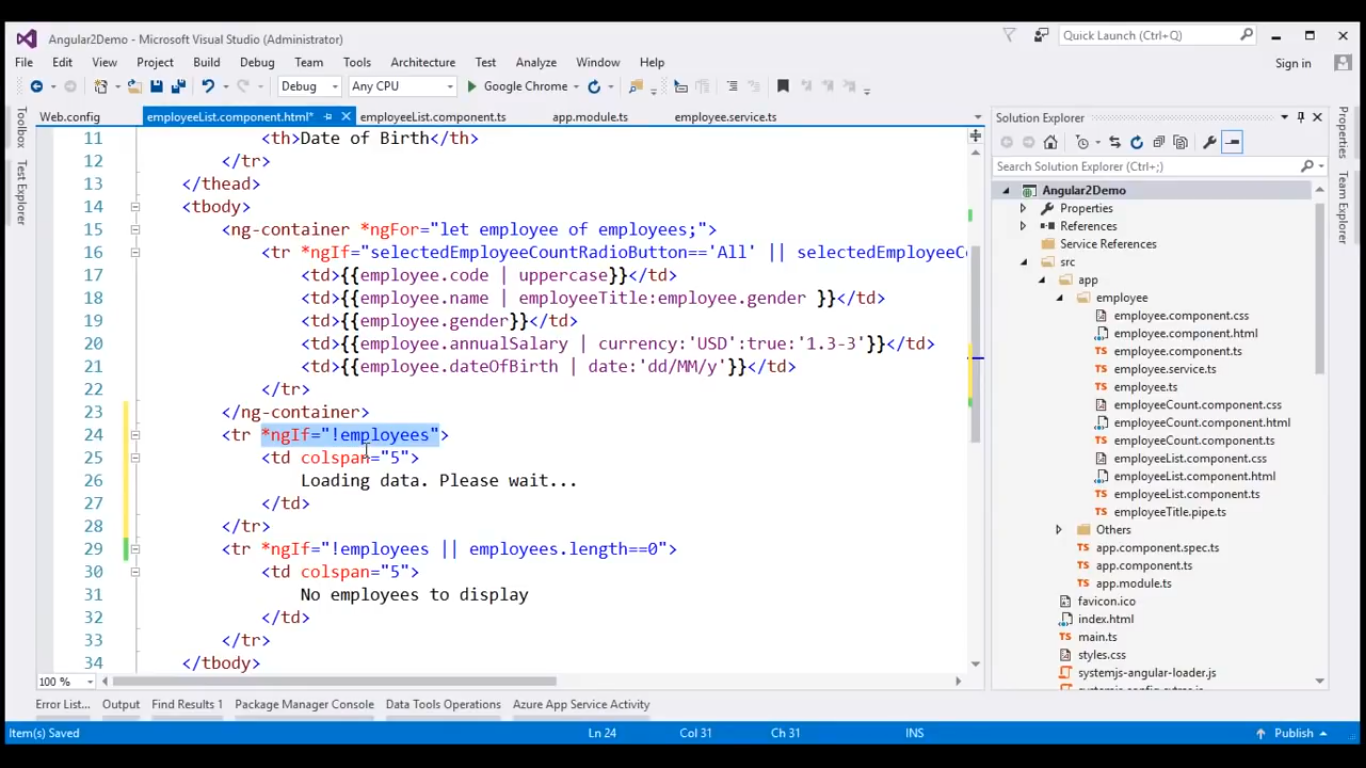 Angular2Demo - Microsoft Visual Studio (Administrator)
Quick Launch (Ctrl+Q)
File Edit View Project Build Debug Team Tools Architecture Test Analyze Window Help
Sign in
Debug Any CPU Google Chrome
Toolbox
Test Explorer
Web.config employeeList.component.html* employeeList.component.ts app.module.ts employee.service.ts
11 <th>Date of Birth</th>
12 </tr>
13 </thead>
14 <tbody>
15 <ng-container *ngFor="let employee of employees;">
16 <tr *ngIf="selectedEmployeeCountRadioButton=='All' || selectedEmployeeC
17 <td>{{employee.code | uppercase}}</td>
18 <td>{{employee.name | employeeTitle:employee.gender }}</td>
19 <td>{{employee.gender}}</td>
20 <td>{{employee.annualSalary | currency:'USD':true:'1.3-3'}}</td>
21 <td>{{employee.dateOfBirth | date:'dd/MM/y'}}</td>
22 </tr>
23 </ng-container>
24 <tr *ngIf="!employees">
25 <td colspan="5">
26 Loading data. Please wait...
27 </td>
28 </tr>
29 <tr *ngIf="!employees || employees.length==0">
30 <td colspan="5">
31 No employees to display
32 </td>
33 </tr>
34 </tbody>
100 %
Solution Explorer
Search Solution Explorer (Ctrl+;)
Angular2Demo
Properties
References
Service References
src
app
employee
employee.component.css
employee.component.html
employee.component.ts
employee.service.ts
employee.ts
employeeCount.component.css
employeeCount.component.html
employeeCount.component.ts
employeeList.component.css
employeeList.component.html
employeeList.component.ts
employeeTitle.pipe.ts
Others
app.component.spec.ts
app.component.ts
app.module.ts
favicon.ico
index.html
main.ts
styles.css
systemjs-angular-loader.js
Properties
Team Explorer
Error List... Output Find Results 1 Package Manager Console Data Tools Operations Azure App Service Activity
Item(s) Saved Ln 24 Col 31 Ch 31 INS Publish